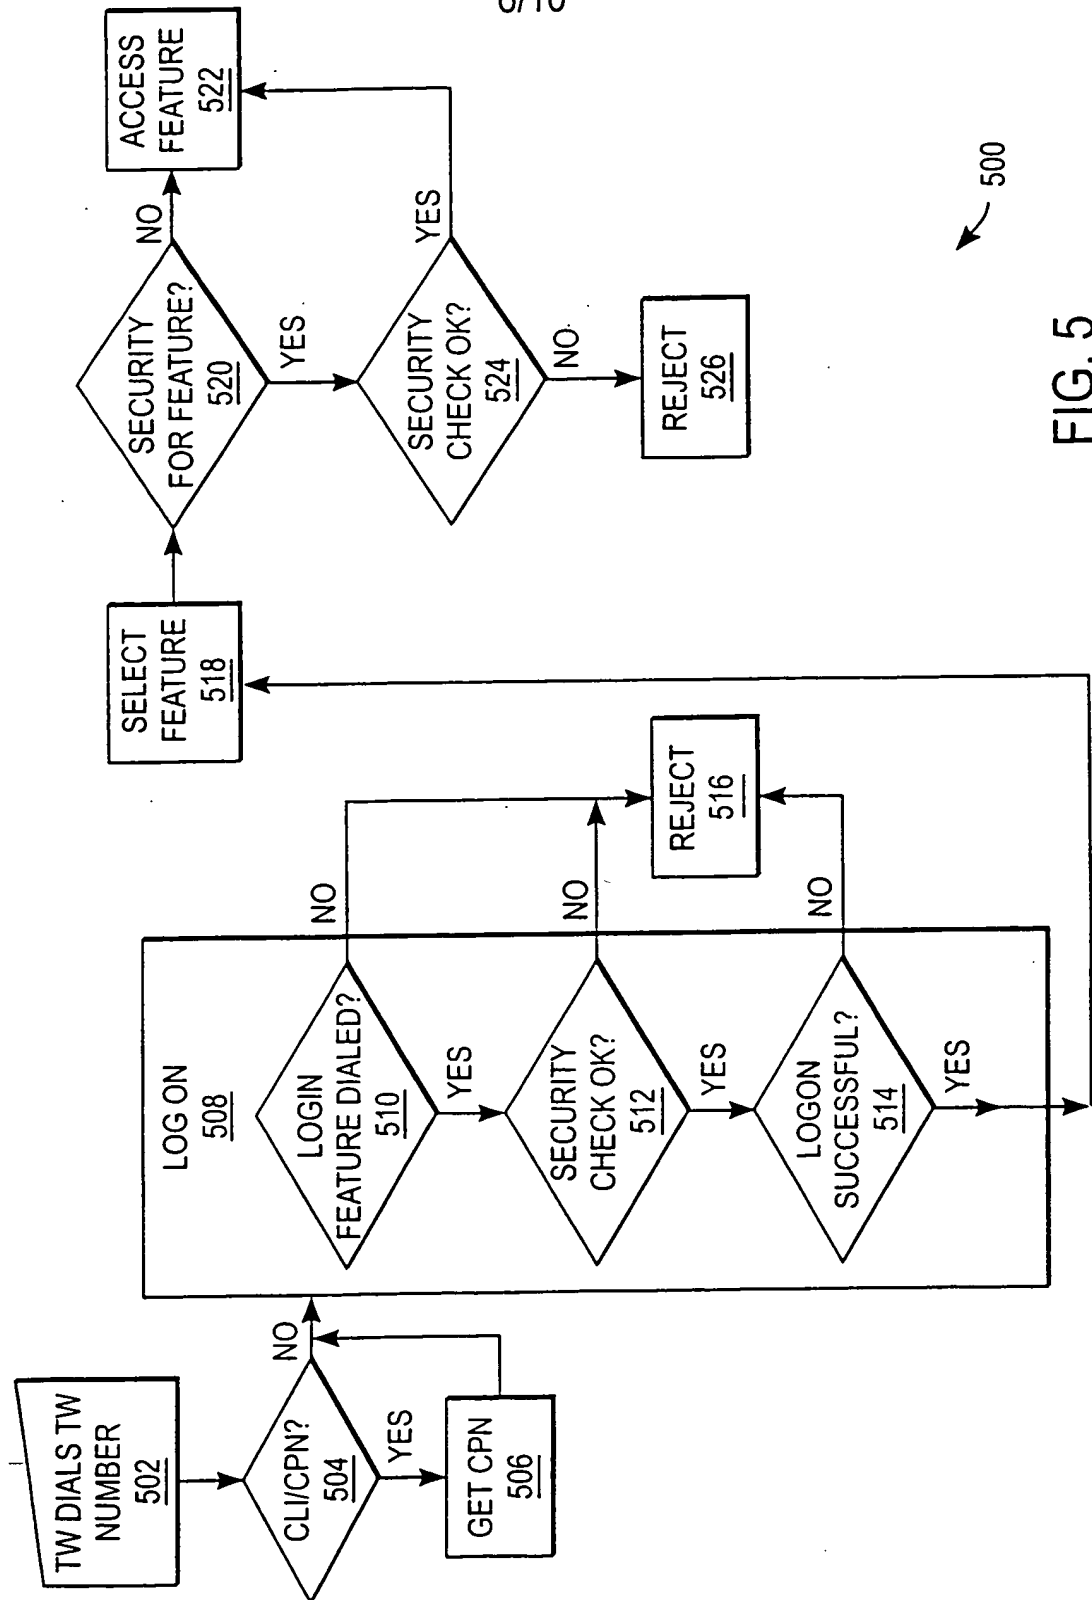 TW DIALS TW
NUMBER
502
CLI/CPN?
504
NO
YES
GET CPN
506
LOG ON
508
LOGIN
FEATURE DIALED?
510
NO
YES
SECURITY
CHECK OK?
512
NO
YES
LOGON
SUCCESSFUL?
514
NO
YES
REJECT
516
SELECT
FEATURE
518
SECURITY
FOR FEATURE?
520
NO
YES
ACCESS
FEATURE
522
SECURITY
CHECK OK?
524
YES
NO
REJECT
526
500
FIG. 5